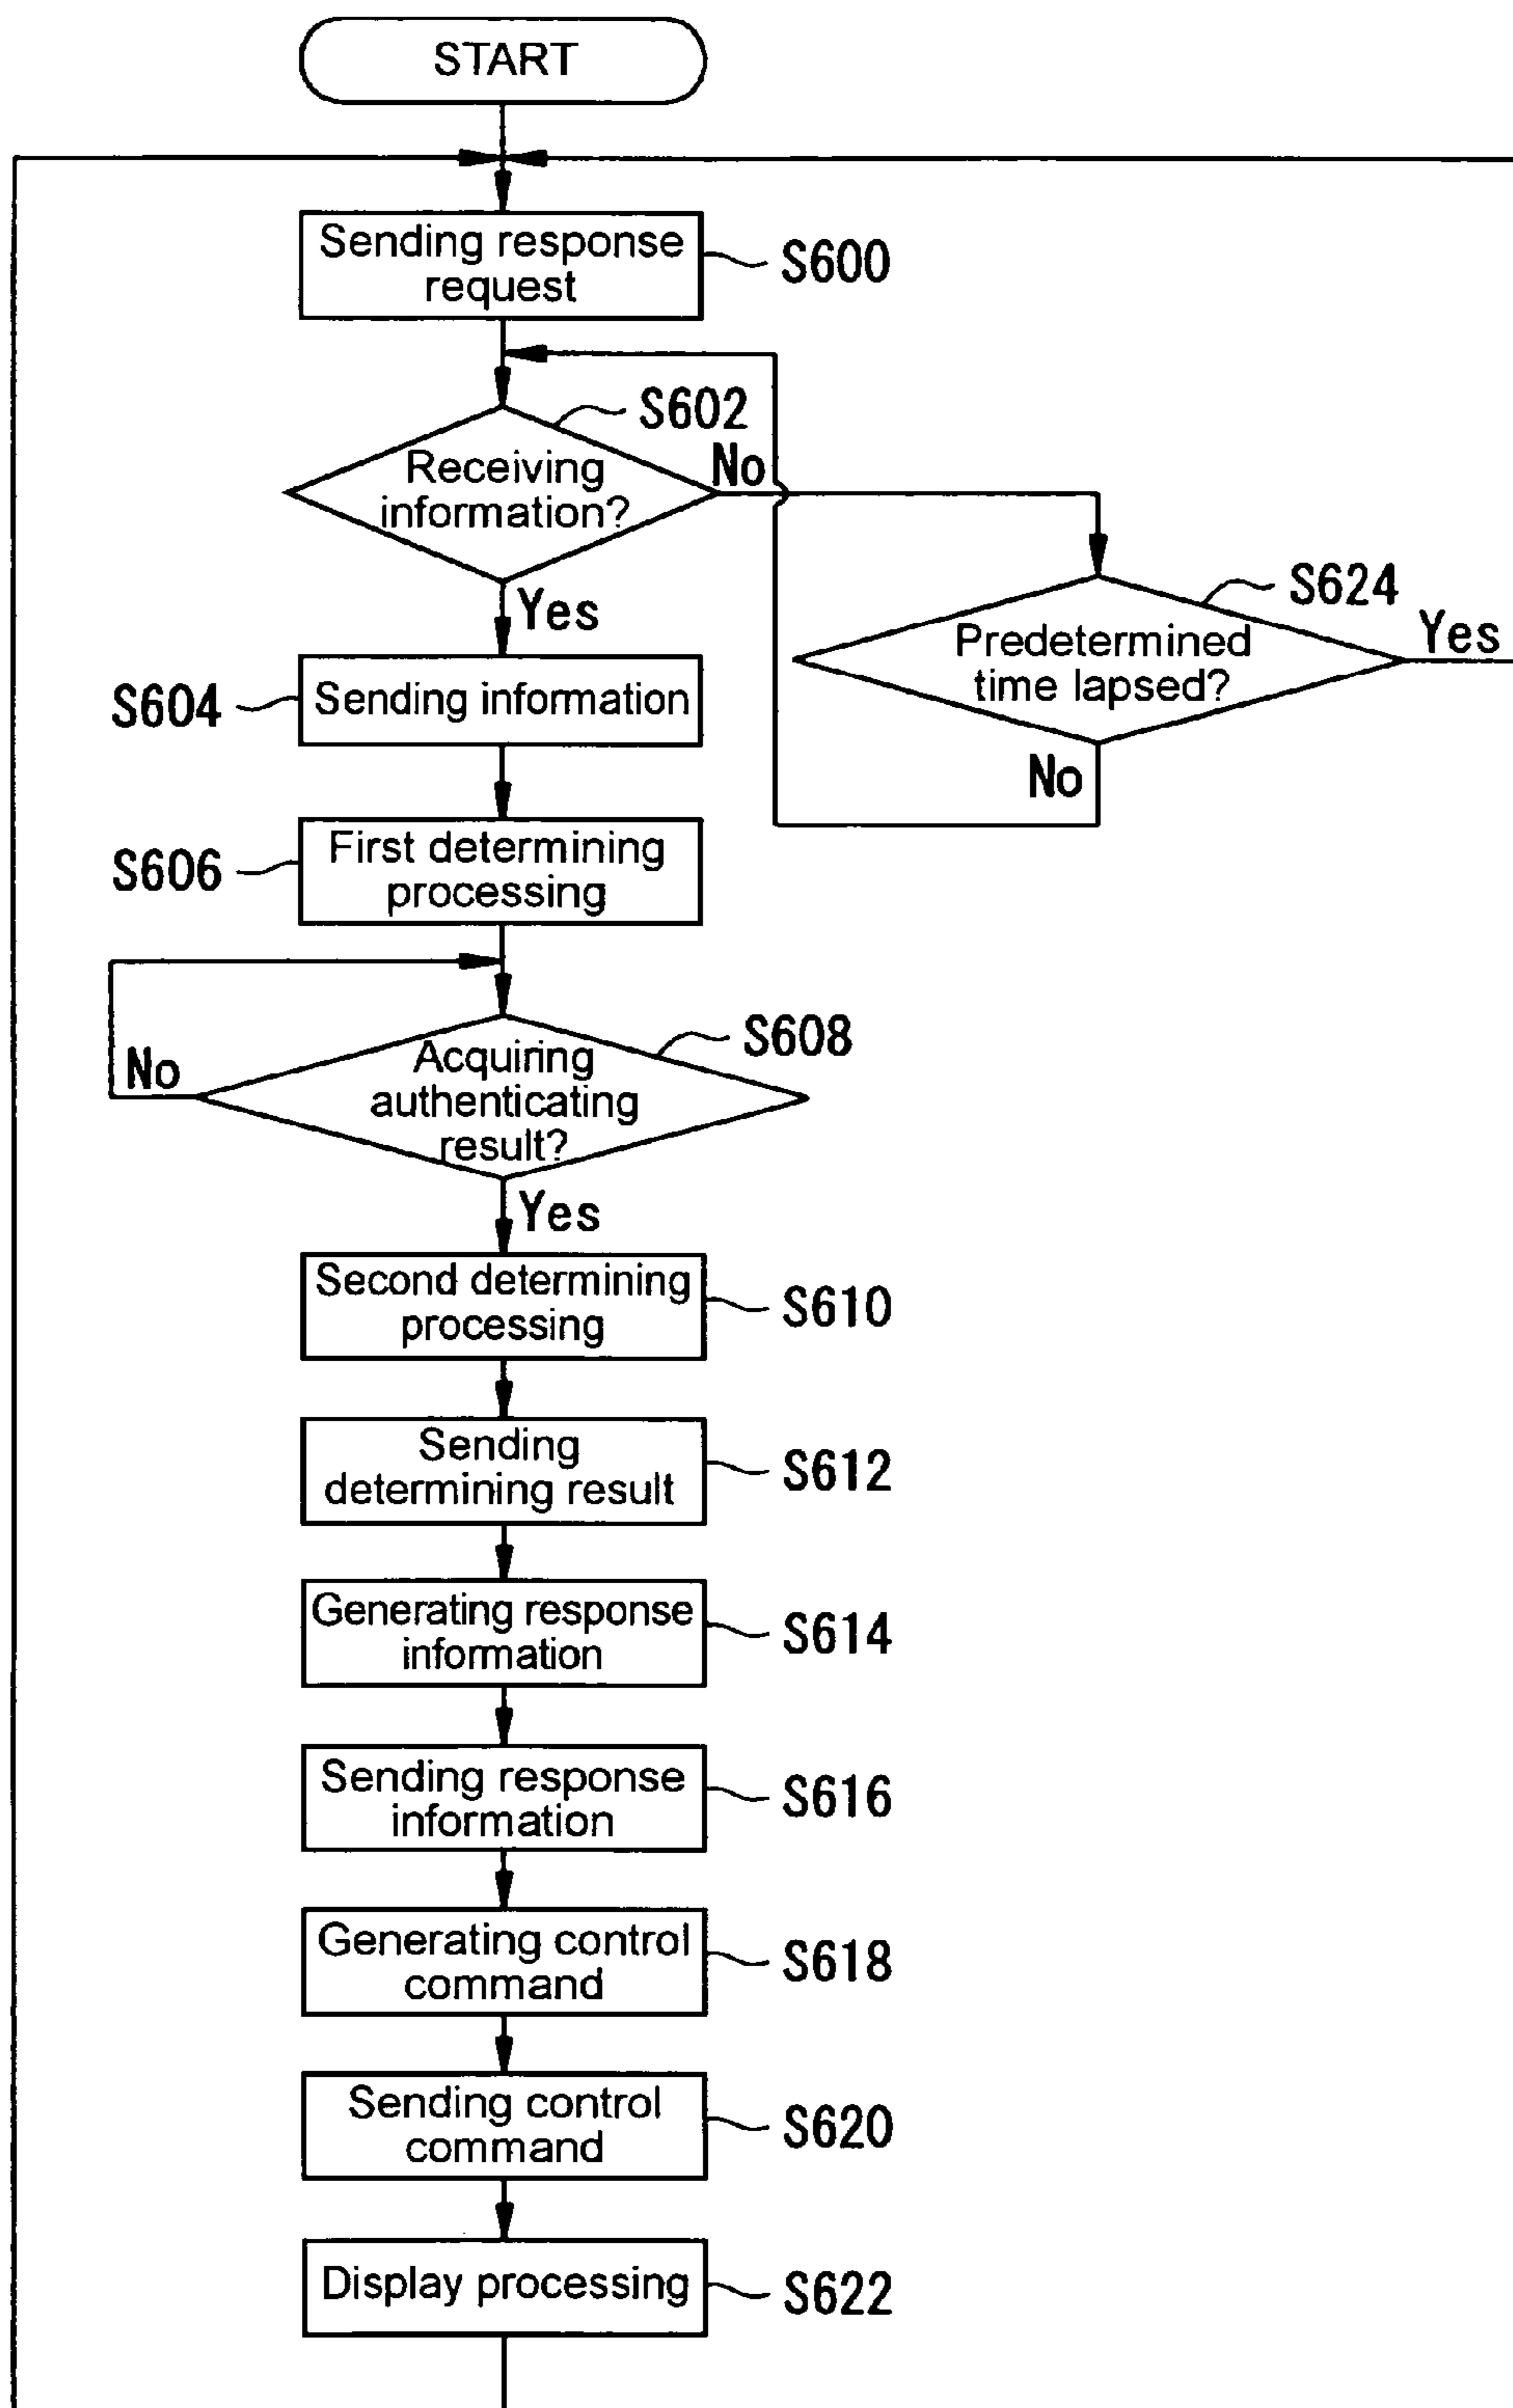 START
Sending response
request
S600
S602
Receiving
information?
No
Yes
S624
Predetermined
time lapsed?
Yes
No
S604
Sending information
S606
First determining
processing
S608
Acquiring
authenticating
result?
No
Yes
Second determining
processing
S610
Sending
determining result
S612
Generating response
information
S614
Sending response
information
S616
Generating control
command
S618
Sending control
command
S620
Display processing
S622